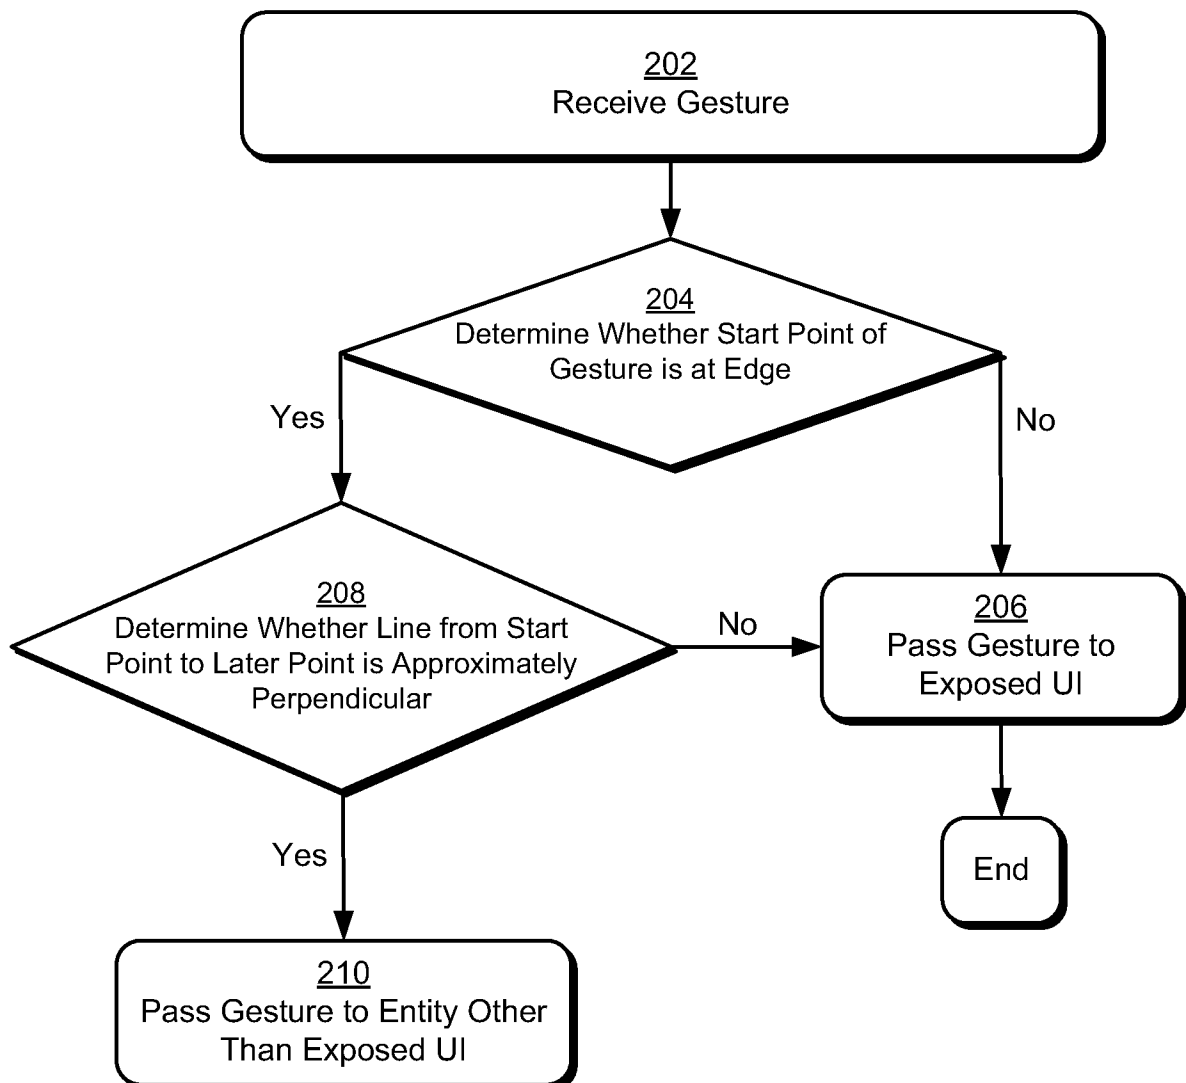 202
Receive Gesture
204
Determine Whether Start Point of
Gesture is at Edge
Yes
No
208
Determine Whether Line from Start
Point to Later Point is Approximately
Perpendicular
No
206
Pass Gesture to
Exposed UI
Yes
End
210
Pass Gesture to Entity Other
Than Exposed UI